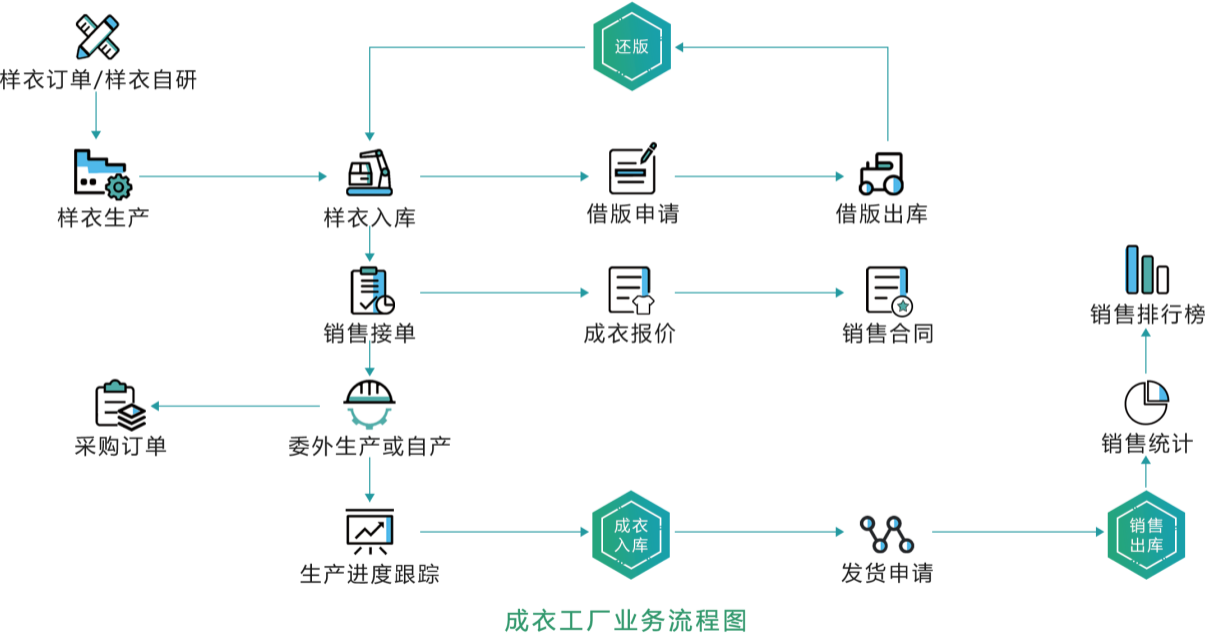 还版
样衣订单/样衣自研
样衣生产
样衣入库
借版申请
借版出库
销售接单
成衣报价
销售合同
销售排行榜
采购订单
委外生产或自产
销售统计
生产进度跟踪
成衣
入库
发货申请
销售
出库
成衣工厂业务流程图